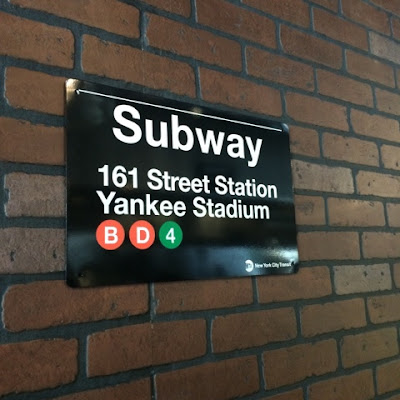 Subway
161 Street Station
Yankee Stadium
B D 4
New York City Transit